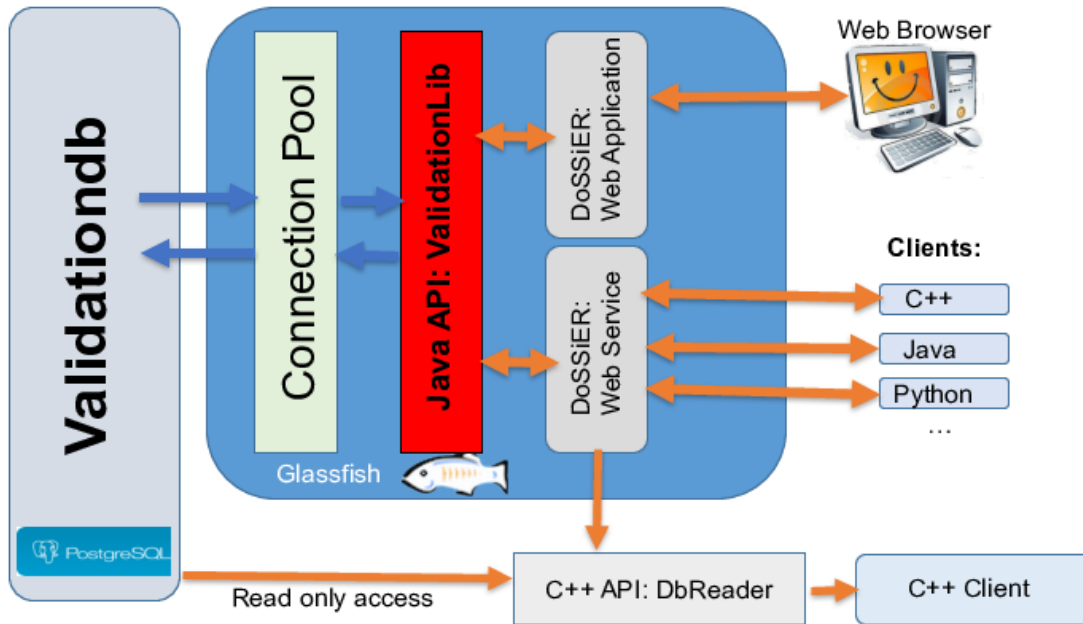 Validationdb
PostgreSQL
Connection Pool
Java API: ValidationLib
DoSSiER:
Web Application
DoSSiER:
Web Service
Glassfish
Web Browser
Clients:
C++
Java
Python
...
Read only access
C++ API: DbReader
C++ Client